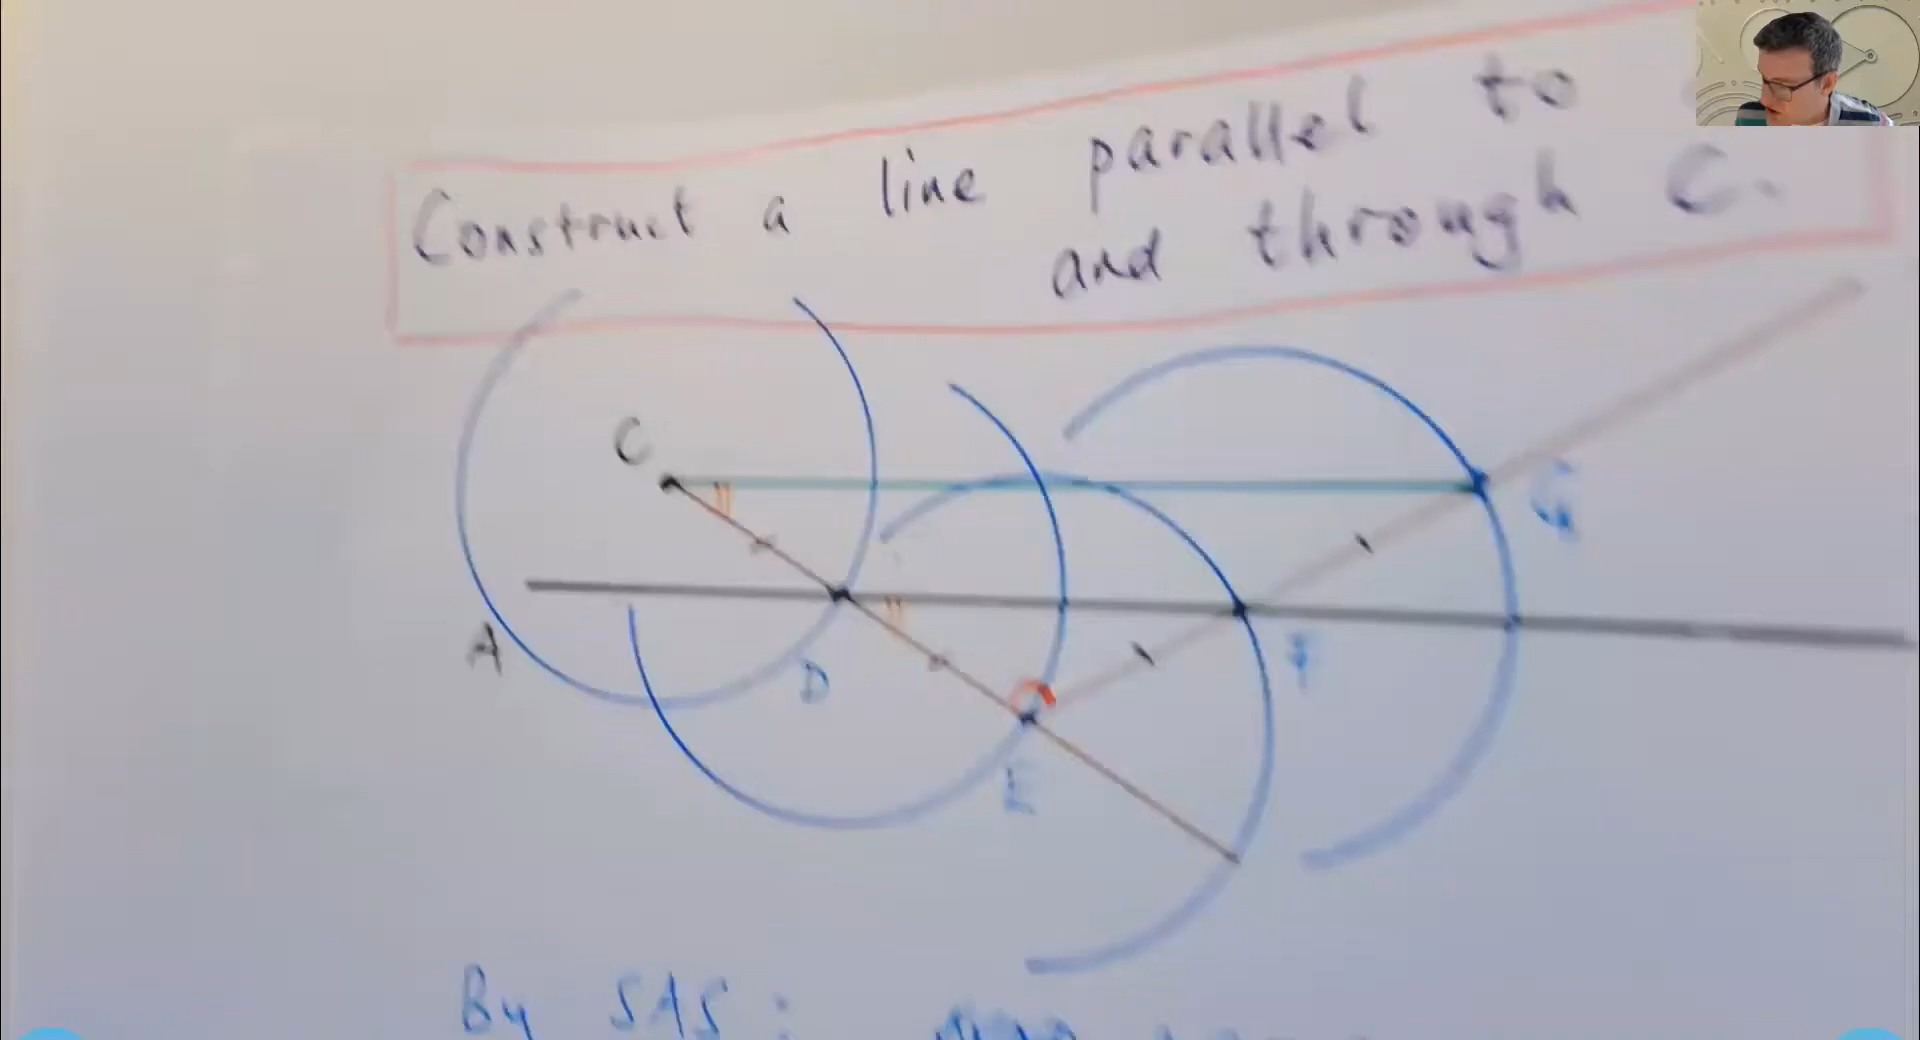 Construct a line parallel to
and through C.
C
G
A
D
F
E
By SAS: